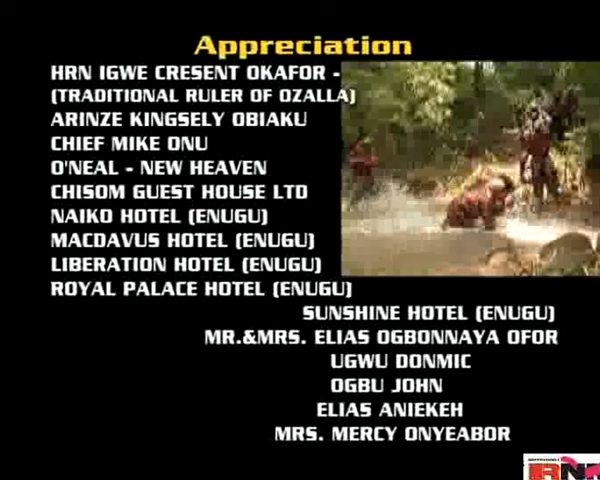 Appreciation
HRN IGWE CRESENT OKAFOR -
(TRADITIONAL RULER OF OZALLA)
ARINZE KINGSELY OBIAKU
CHIEF MIKE ONU
O'NEAL - NEW HEAVEN
CHISOM GUEST HOUSE LTD
NAIKO HOTEL (ENUGU)
MACDAVUS HOTEL (ENUGU)
LIBERATION HOTEL (ENUGU)
ROYAL PALACE HOTEL (ENUGU)
SUNSHINE HOTEL (ENUGU)
MR.&MRS. ELIAS OGBONNAYA OFOR
UGWU DONMIC
OGBU JOHN
ELIAS ANIEKEH
MRS. MERCY ONYEABOR